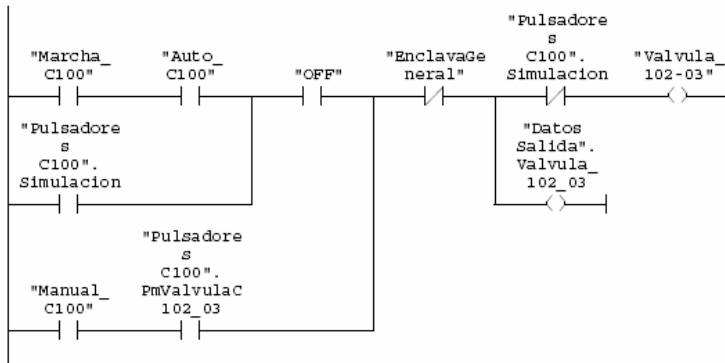 "Pulsadore
s
"Marcha_ "Auto_ "EnclavaGe C100". "Valvula_
C100" C100" "OFF" neral" Simulacion 102-03"
"Pulsadore
s
C100".
Simulacion
"Datos
Salida".
Valvula_
102_03
"Pulsadore
s
C100".
"Manual_ PmValvulaC
C100" 102_03